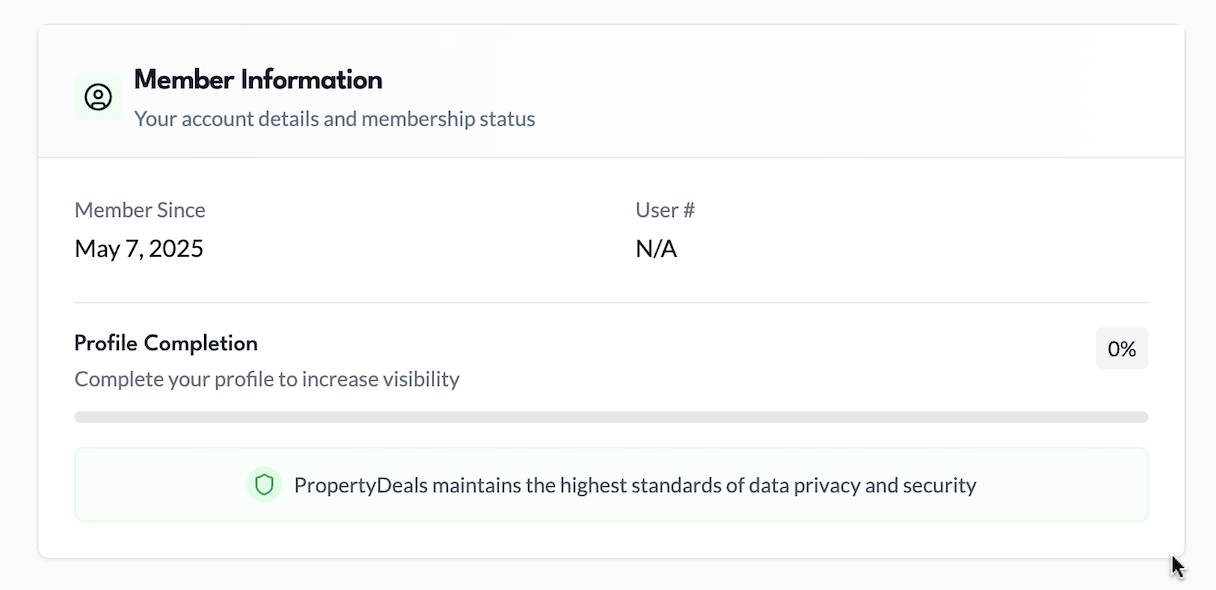 Member Information
Your account details and membership status
Member Since
User #
May 7, 2025
N/A
Profile Completion
0%
Complete your profile to increase visibility
PropertyDeals maintains the highest standards of data privacy and security